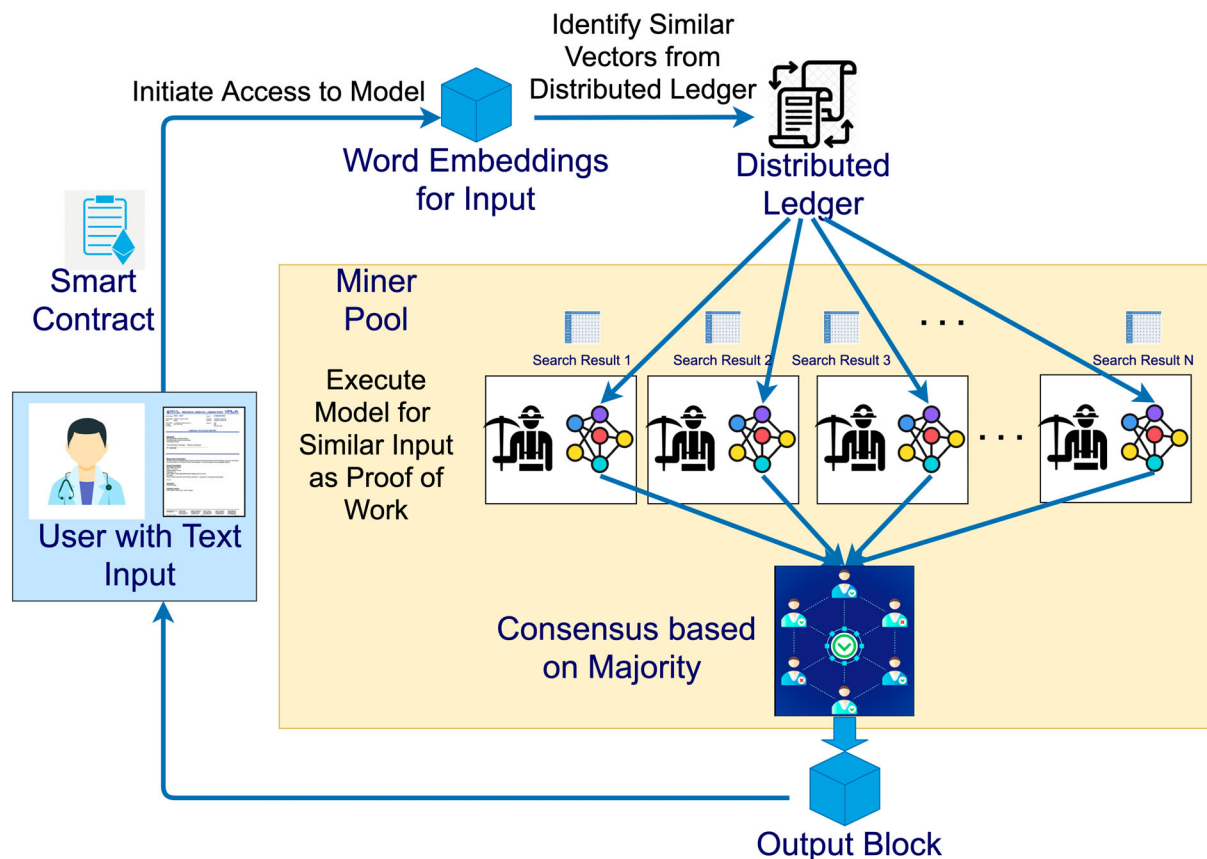 Identify Similar
Vectors from
Distributed Ledger
Initiate Access to Model
Word Embeddings
for Input
Distributed
Ledger
Smart
Contract
Miner
Pool
Search Result 1
Search Result 2
Search Result 3
. . .
Search Result N
Execute
Model for
Similar Input
as Proof of
Work
. . .
User with Text
Input
Consensus based
on Majority
Output Block